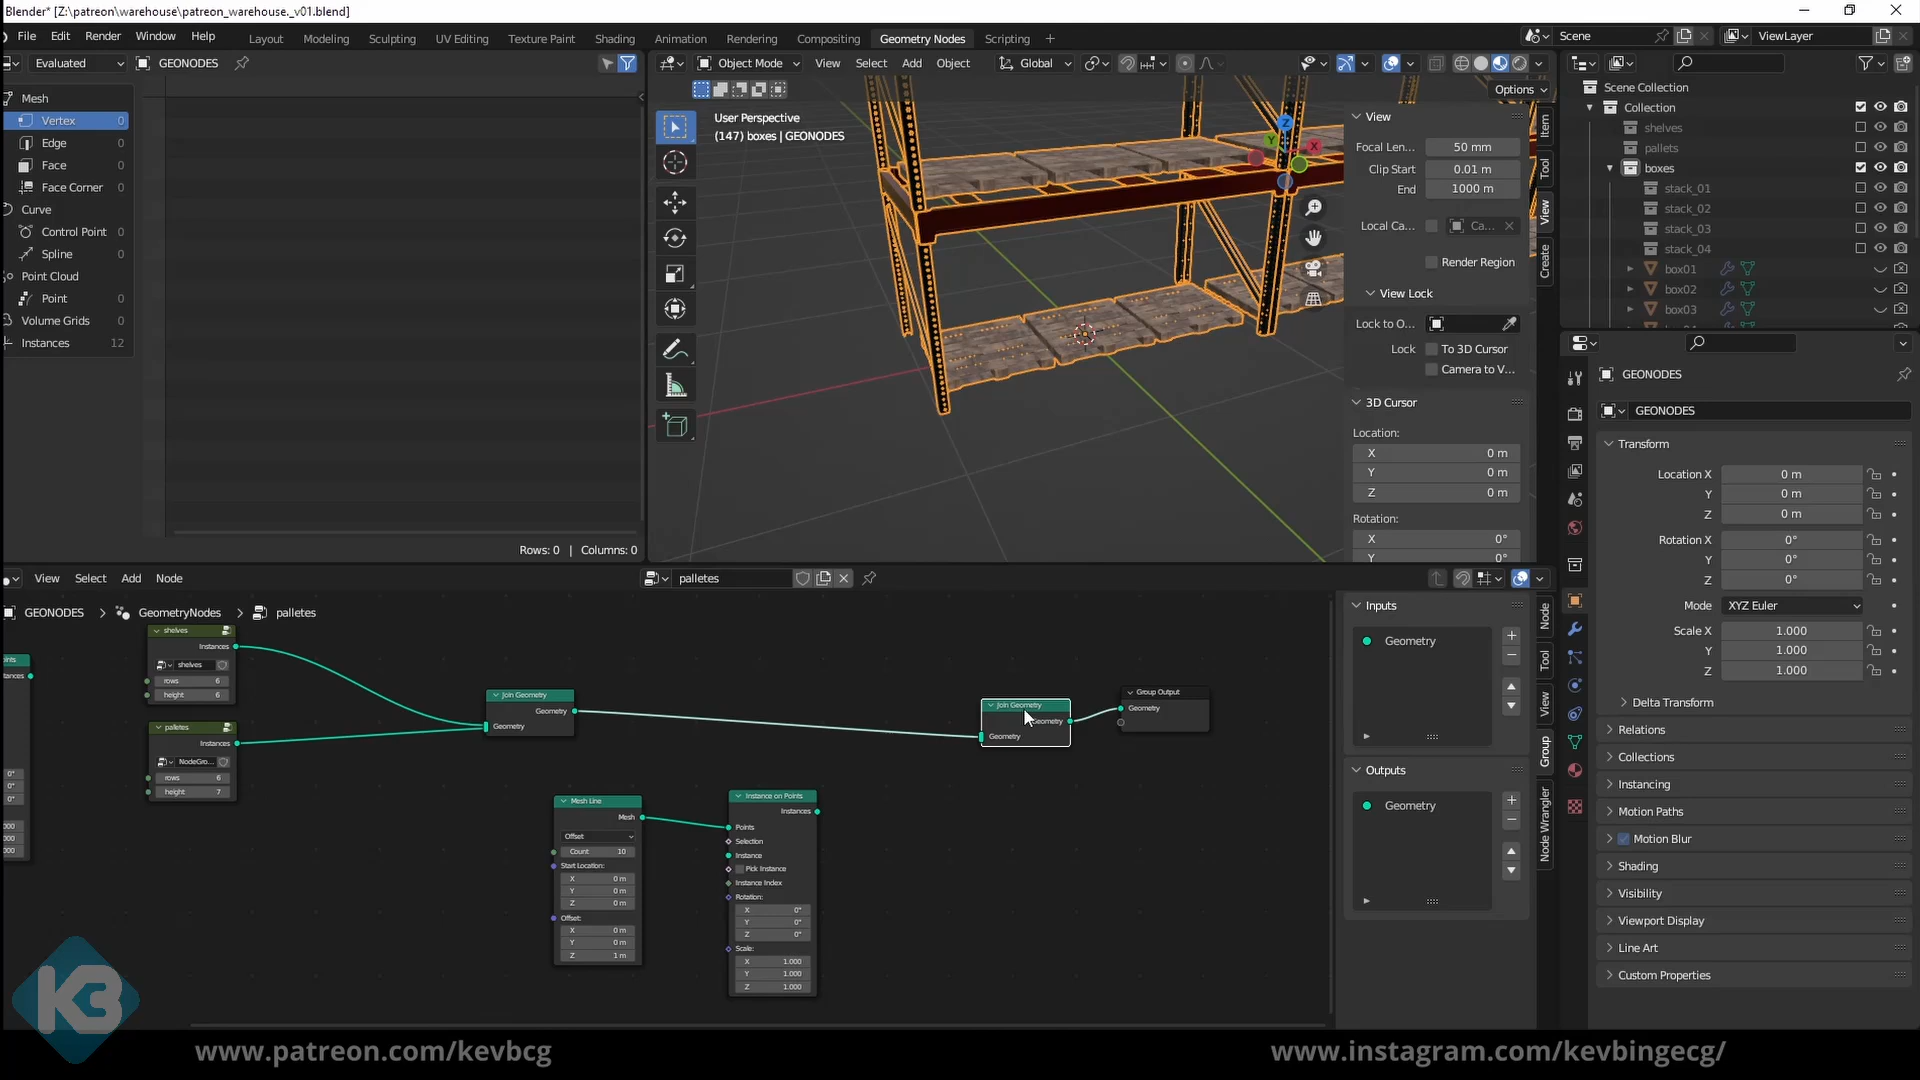 Blender* [Z:\patreon\warehouse\patreon_warehouse._v01.blend]
File Edit Render Window Help Layout Modeling Sculpting UV Editing Texture Paint Shading Animation Rendering Compositing Geometry Nodes Scripting + Scene ViewLayer
Evaluated GEONODES
Mesh
Vertex 0
Edge 0
Face 0
Face Corner 0
Curve
Control Point 0
Spline 0
Point Cloud
Point 0
Volume Grids 0
Instances 12
Rows: 0 | Columns: 0
Object Mode View Select Add Object Global
Options
User Perspective
(147) boxes | GEONODES
Z
Y
X
View
Focal Len... 50 mm
Clip Start 0.01 m
End 1000 m
Local Ca... Ca...
Render Region
View Lock
Lock to O...
Lock To 3D Cursor
Camera to V...
3D Cursor
Location:
X 0 m
Y 0 m
Z 0 m
Rotation:
X 0°
Y 0°
Item
Tool
View
Create
Scene Collection
Collection
shelves
pallets
boxes
stack_01
stack_02
stack_03
stack_04
box01
box02
box03
GEONODES
GEONODES
Transform
Location X 0 m
Y 0 m
Z 0 m
Rotation X 0°
Y 0°
Z 0°
Mode XYZ Euler
Scale X 1.000
Y 1.000
Z 1.000
Delta Transform
Relations
Collections
Instancing
Motion Paths
Motion Blur
Shading
Visibility
Viewport Display
Line Art
Custom Properties
View Select Add Node palletes
GEONODES > GeometryNodes > palletes
shelves
Instances
shelves
rows 6
height 6
palletes
Instances
NodeGro...
rows 6
height 7
Join Geometry
Geometry
Geometry
Mesh Line
Mesh
Offset
Count 10
Start Location:
X 0 m
Y 0 m
Z 0 m
Offset:
X 0 m
Y 0 m
Z 1 m
Instance on Points
Instances
Points
Selection
Instance
Pick Instance
Instance Index
Rotation:
X 0°
Y 0°
Z 0°
Scale:
X 1.000
Y 1.000
Z 1.000
Join Geometry
Geometry
Geometry
Group Output
Geometry
Inputs
Geometry
Outputs
Geometry
Node
Tool
View
Group
Node Wrangler
K3
www.patreon.com/kevbcg
www.instagram.com/kevbingecg/